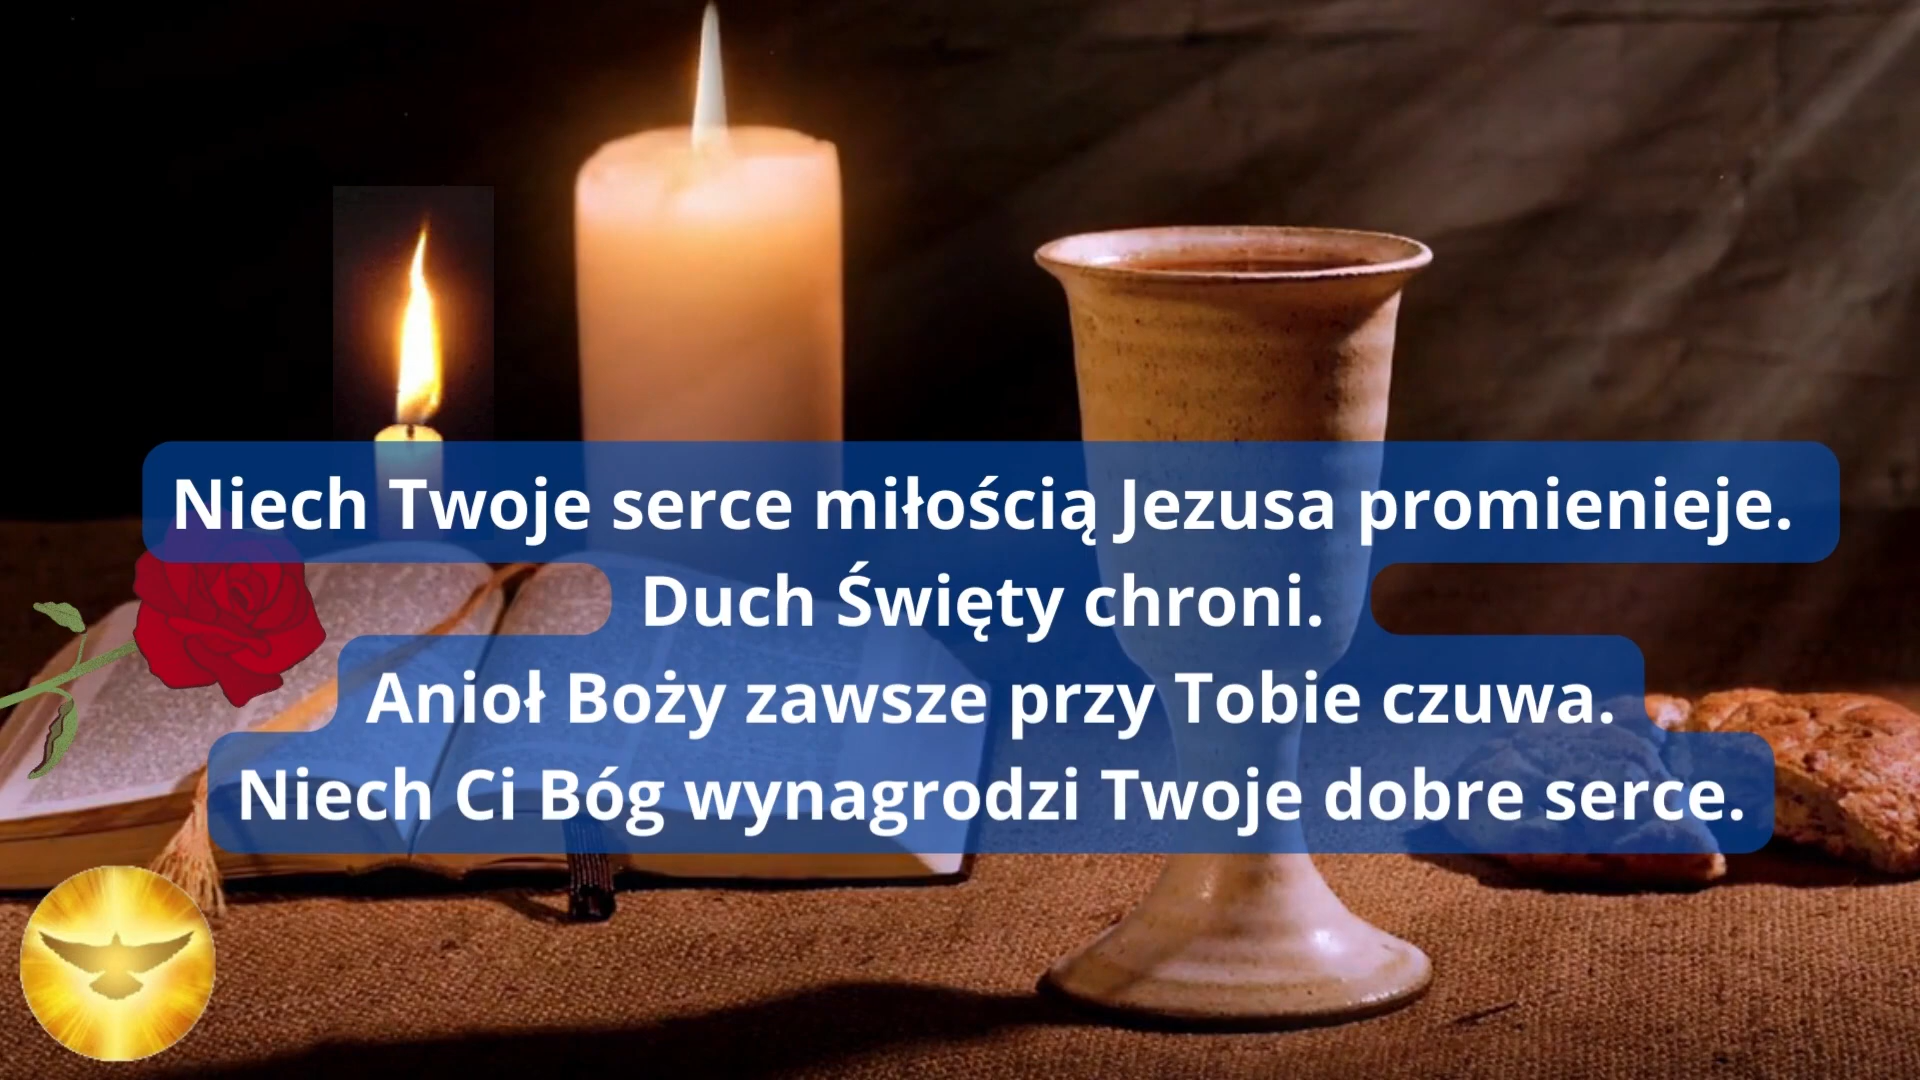 Niech Twoje serce miłością Jezusa promienieje.
Duch Święty chroni.
Anioł Boży zawsze przy Tobie czuwa.
Niech Ci Bóg wynagrodzi Twoje dobre serce.